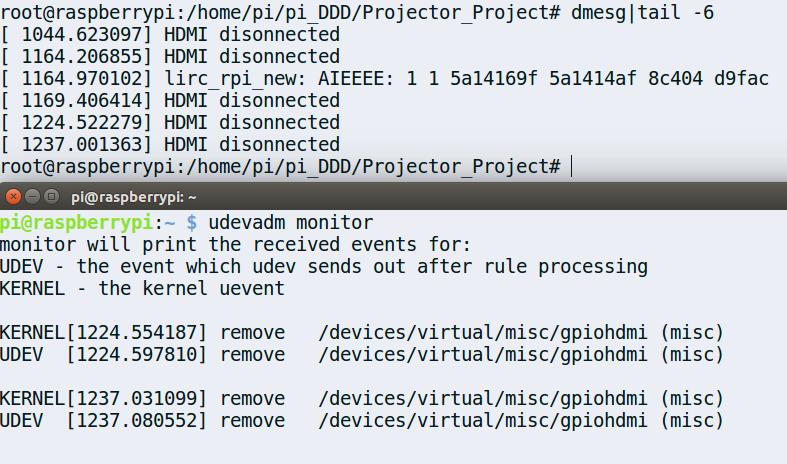 root@raspberrypi:/home/pi/pi_DDD/Projector_Project# dmesg|tail -6
[ 1044.623097] HDMI disonnected
[ 1164.206855] HDMI disonnected
[ 1164.970102] lirc_rpi_new: AIEEEE: 1 1 5a14169f 5a1414af 8c404 d9fac
[ 1169.406414] HDMI disonnected
[ 1224.522279] HDMI disonnected
[ 1237.001363] HDMI disonnected
root@raspberrypi:/home/pi/pi_DDD/Projector_Project#
pi@raspberrypi: ~
pi@raspberrypi:~ $ udevadm monitor
monitor will print the received events for:
UDEV - the event which udev sends out after rule processing
KERNEL - the kernel uevent
KERNEL[1224.554187] remove   /devices/virtual/misc/gpiohdmi (misc)
UDEV  [1224.597810] remove   /devices/virtual/misc/gpiohdmi (misc)
KERNEL[1237.031099] remove   /devices/virtual/misc/gpiohdmi (misc)
UDEV  [1237.080552] remove   /devices/virtual/misc/gpiohdmi (misc)